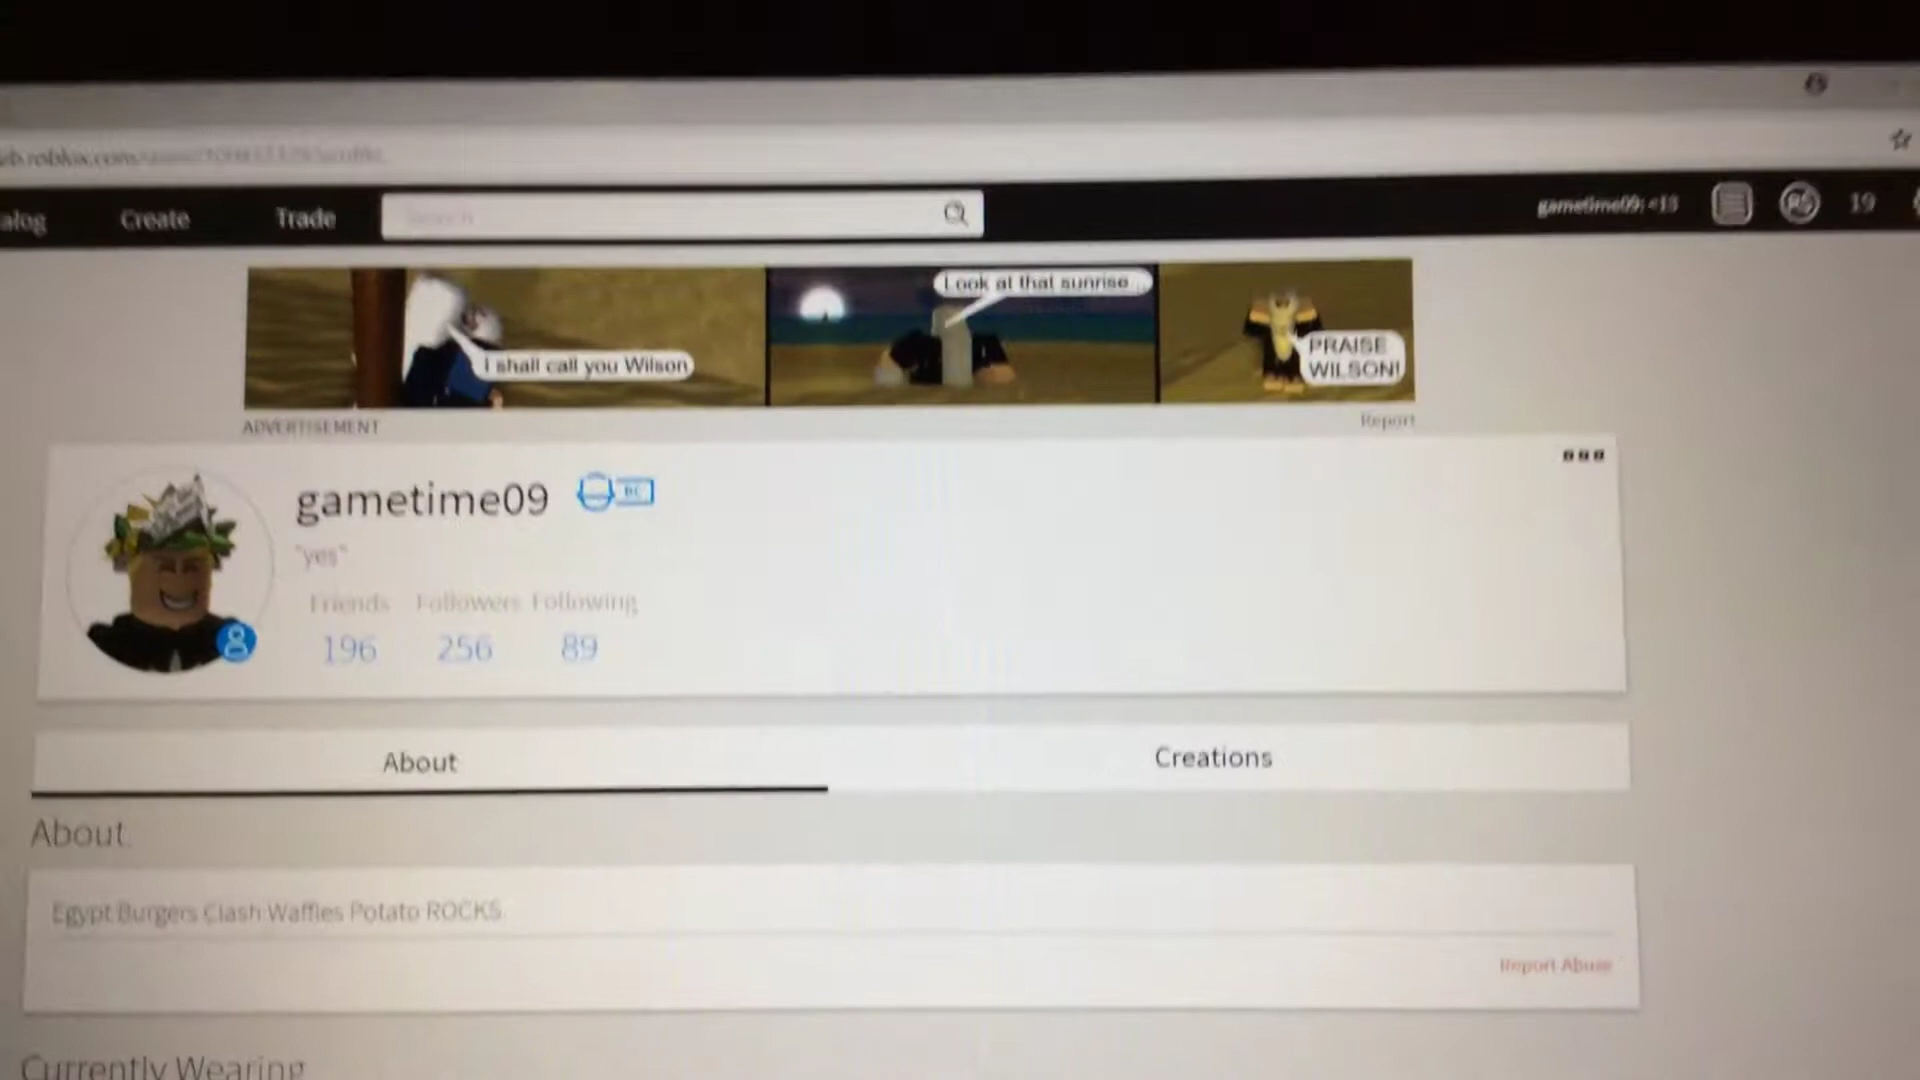 Create
Trade
Search
gametime09: <13
19
I shall call you Wilson
Look at that sunrise...
PRAISE
WILSON!
ADVERTISEMENT
Report
gametime09
BC
"yes"
Friends Followers Following
196 256 89
About
Creations
About
Egypt Burgers Clash Waffles Potato ROCKS
Report Abuse
Currently Wearing